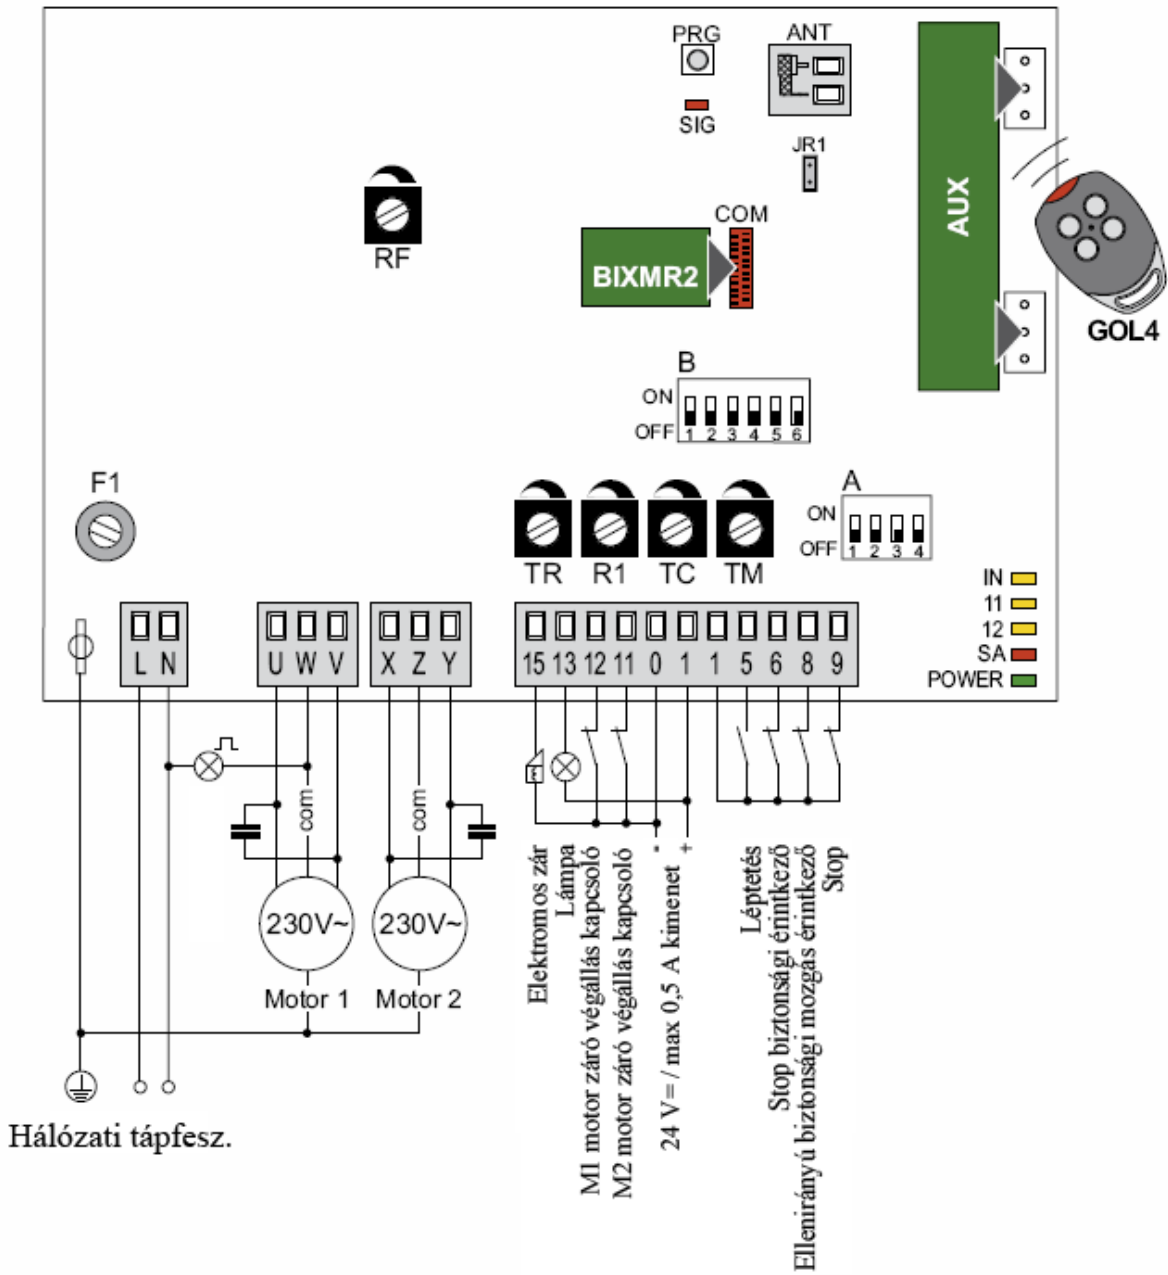 PRG
ANT
SIG
JR1
AUX
RF
COM
BIXMR2
GOL4
B
ON
OFF
1 2 3 4 5 6
F1
A
ON
OFF
1 2 3 4
TR R1 TC TM
IN
11
12
SA
POWER
L N
U W V
X Z Y
15 13 12 11 0 1 1 5 6 8 9
com
com
- +
230V~
230V~
Motor 1
Motor 2
Elektromos zár
Lámpa
M1 motor záró végállás kapcsoló
M2 motor záró végállás kapcsoló
24 V= / max 0,5 A kimenet
Léptetés
Stop biztonsági érintkező
Ellenirányú biztonsági mozgás érintkező
Stop
Hálózati tápfesz.